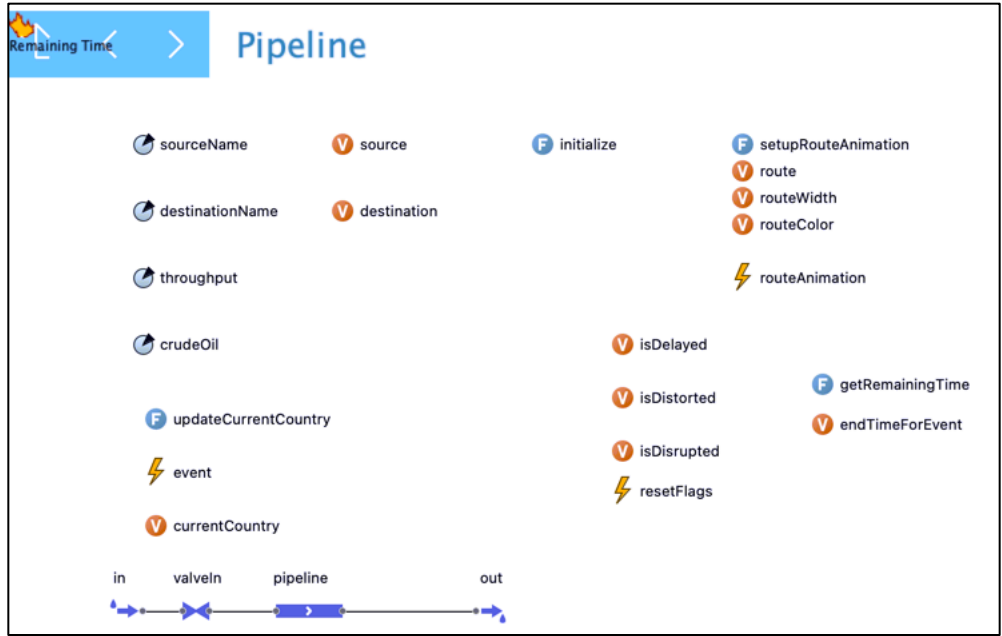 Remaining Time
Pipeline
sourceName
V source
F initialize
F setupRouteAnimation
V route
V routeWidth
V routeColor
destinationName
V destination
throughput
routeAnimation
crudeOil
V isDelayed
F getRemainingTime
V isDistorted
F updateCurrentCountry
V endTimeForEvent
V isDisrupted
event
resetFlags
V currentCountry
in valveIn pipeline out